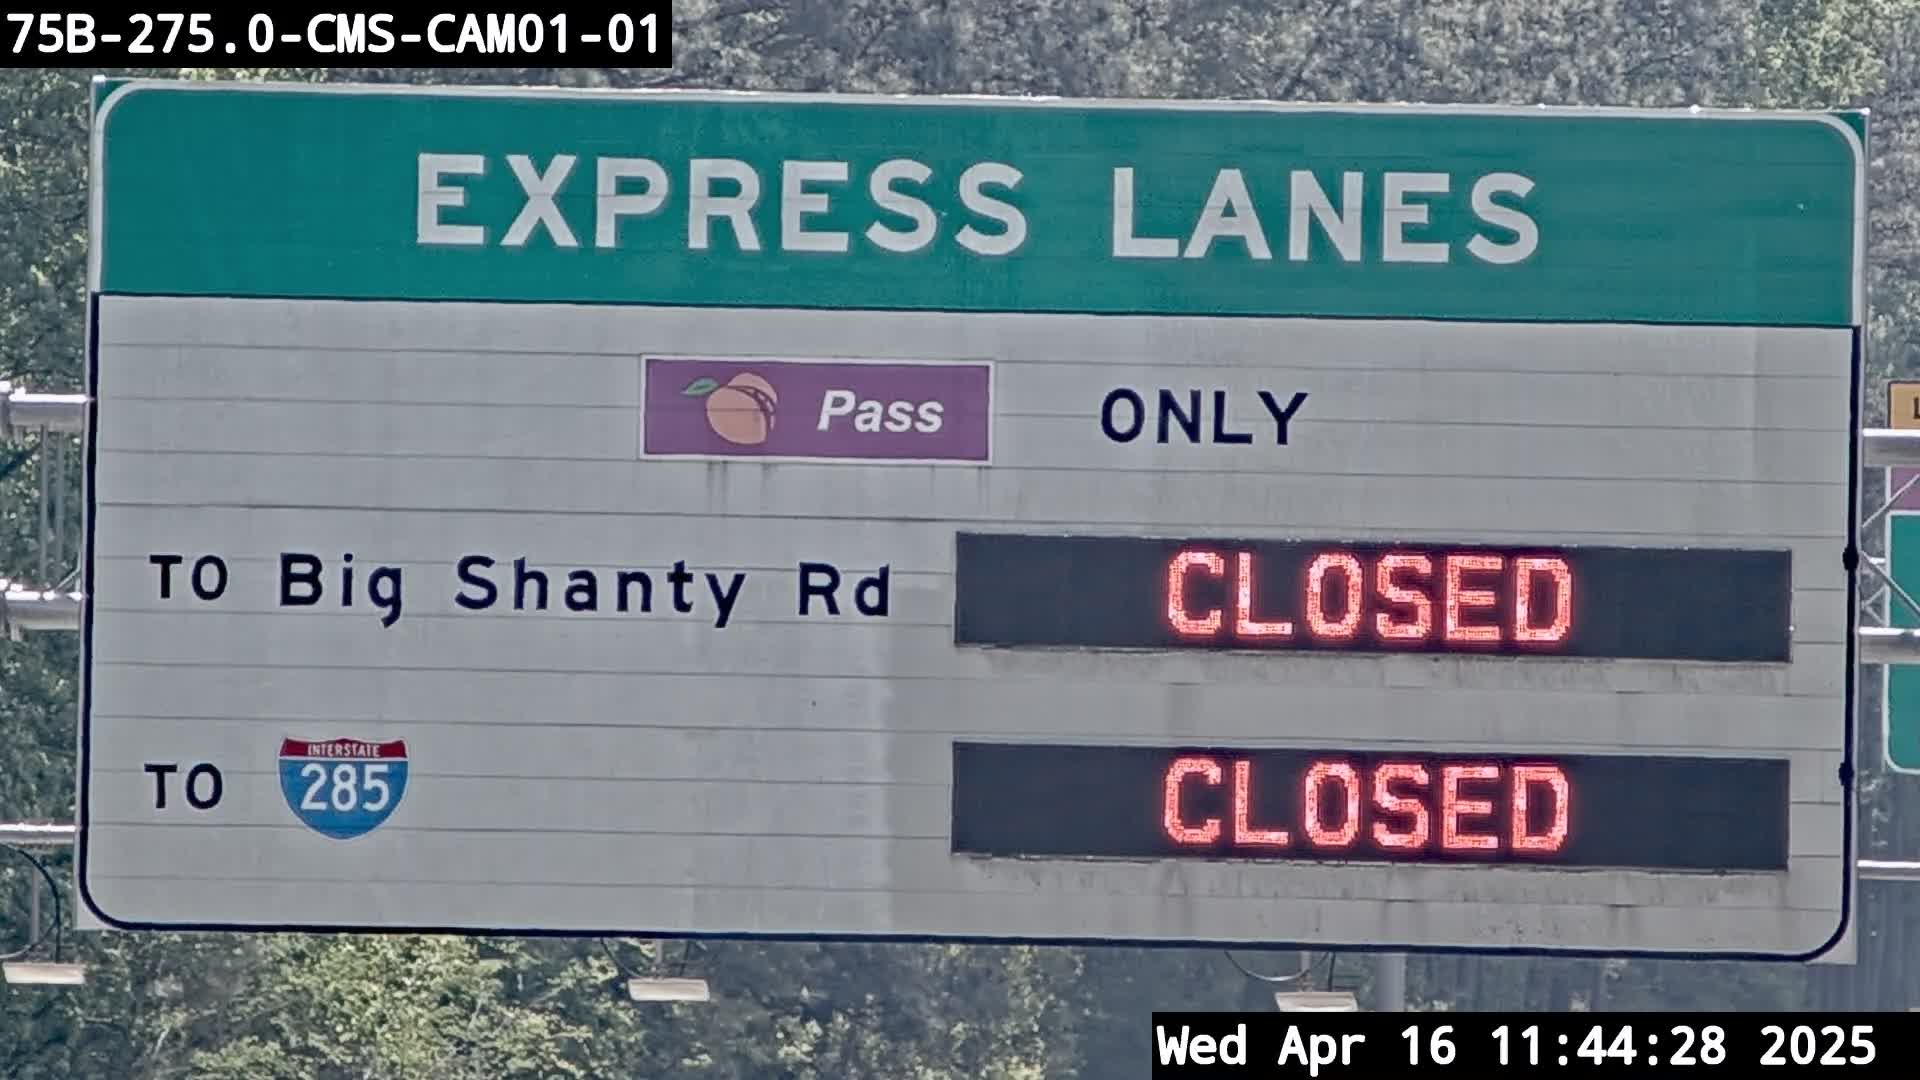 75B-275.0-CMS-CAM01-01
EXPRESS LANES
Pass ONLY
TO Big Shanty Rd CLOSED
TO INTERSTATE 285 CLOSED
Wed Apr 16 11:44:28 2025